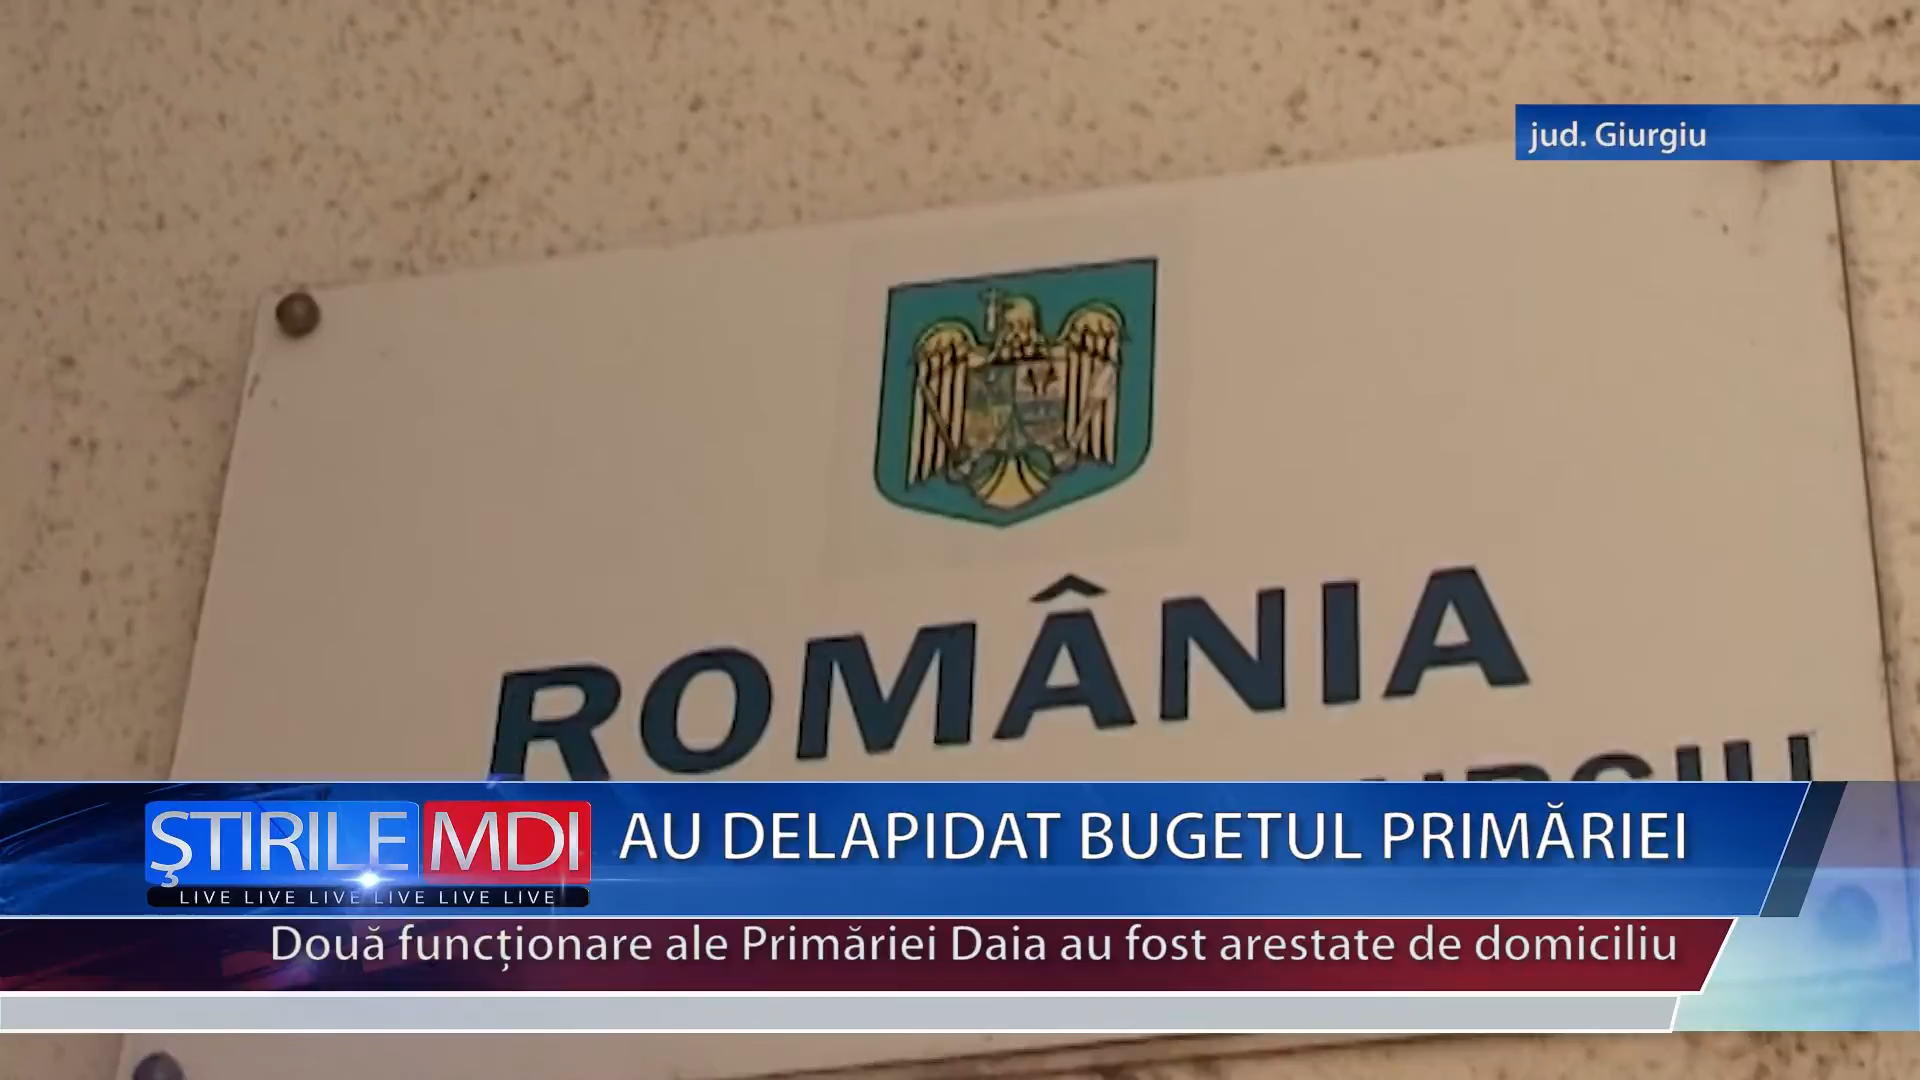 jud. Giurgiu
ROMÂNIA
ŞTIRILE MDI
LIVE LIVE LIVE LIVE LIVE LIVE
AU DELAPIDAT BUGETUL PRIMĂRIEI
Două funcționare ale Primăriei Daia au fost arestate de domiciliu